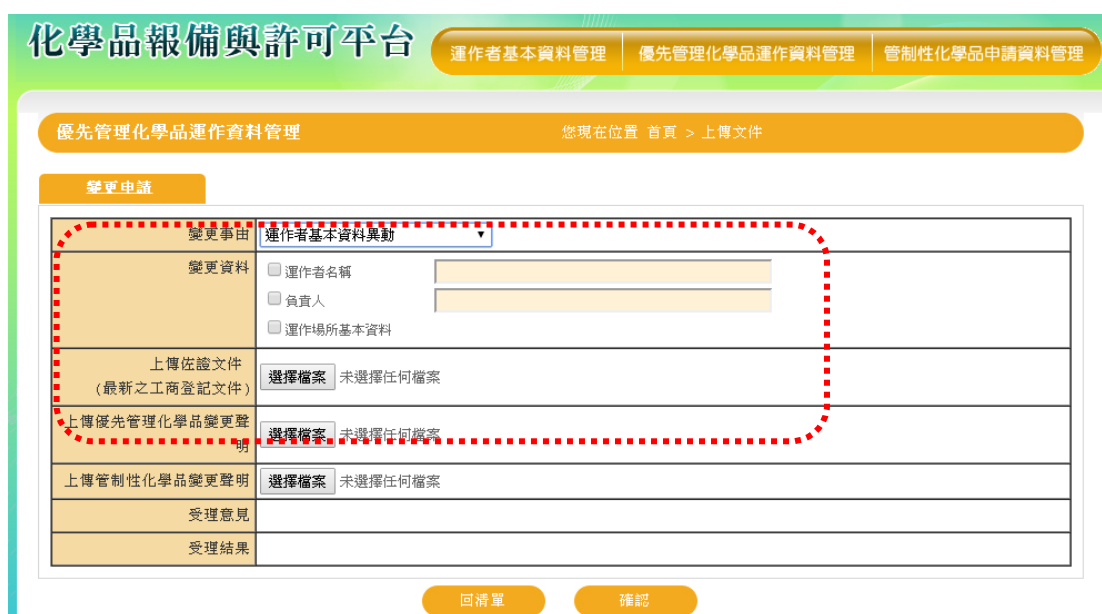 化學品報備與許可平台
運作者基本資料管理 優先管理化學品運作資料管理 管制性化學品申請資料管理
優先管理化學品運作資料管理 您現在位置 首頁 > 上傳文件
變更申請
變更事由 運作者基本資料異動
變更資料 運作者名稱
負責人
運作場所基本資料
上傳佐證文件
(最新之工商登記文件) 選擇檔案 未選擇任何檔案
上傳優先管理化學品變更聲
明 選擇檔案 未選擇任何檔案
上傳管制性化學品變更聲明 選擇檔案 未選擇任何檔案
受理意見
受理結果
回清單 確認